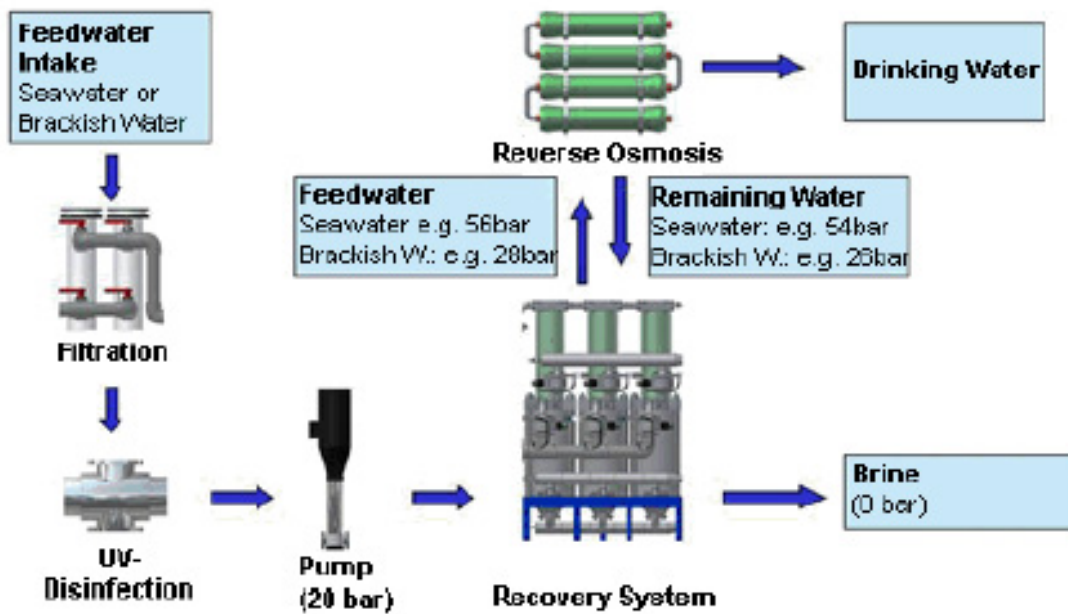 Feedwater
Intake
Seawater or
Brackish Water
Filtration
UV-
Disinfection
Pump
(20 bar)
Recovery System
Feedwater
Seawater e.g. 56bar
Brackish W.: e.g. 28bar
Reverse Osmosis
Remaining Water
Seawater: e.g. 54bar
Brackish W.: e.g. 26bar
Drinking Water
Brine
(0 bar)